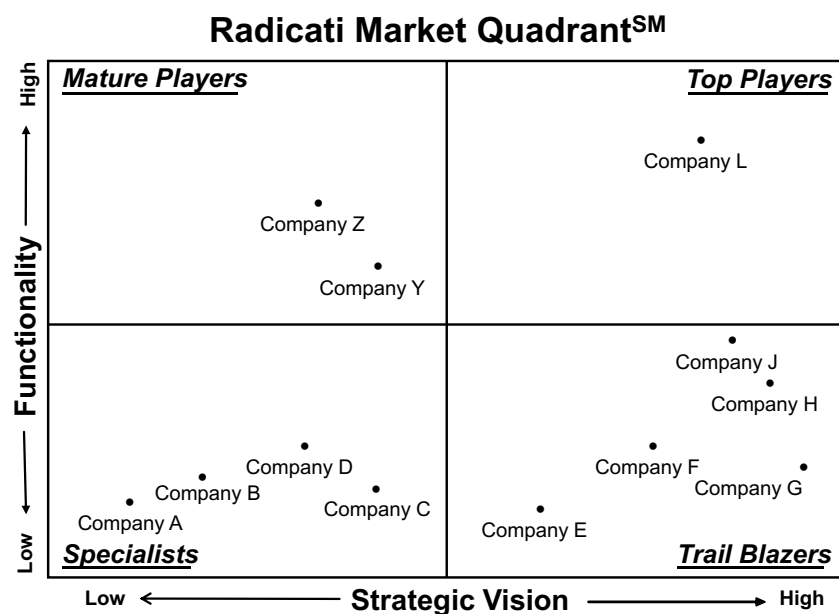 Radicati Market Quadrant℠
Mature Players
Top Players
High
Company L
Company Z
Company Y
Functionality
Company J
Company H
Company D
Company F
Company B
Company G
Company C
Company A
Company E
Low
Specialists
Trail Blazers
Low
Strategic Vision
High